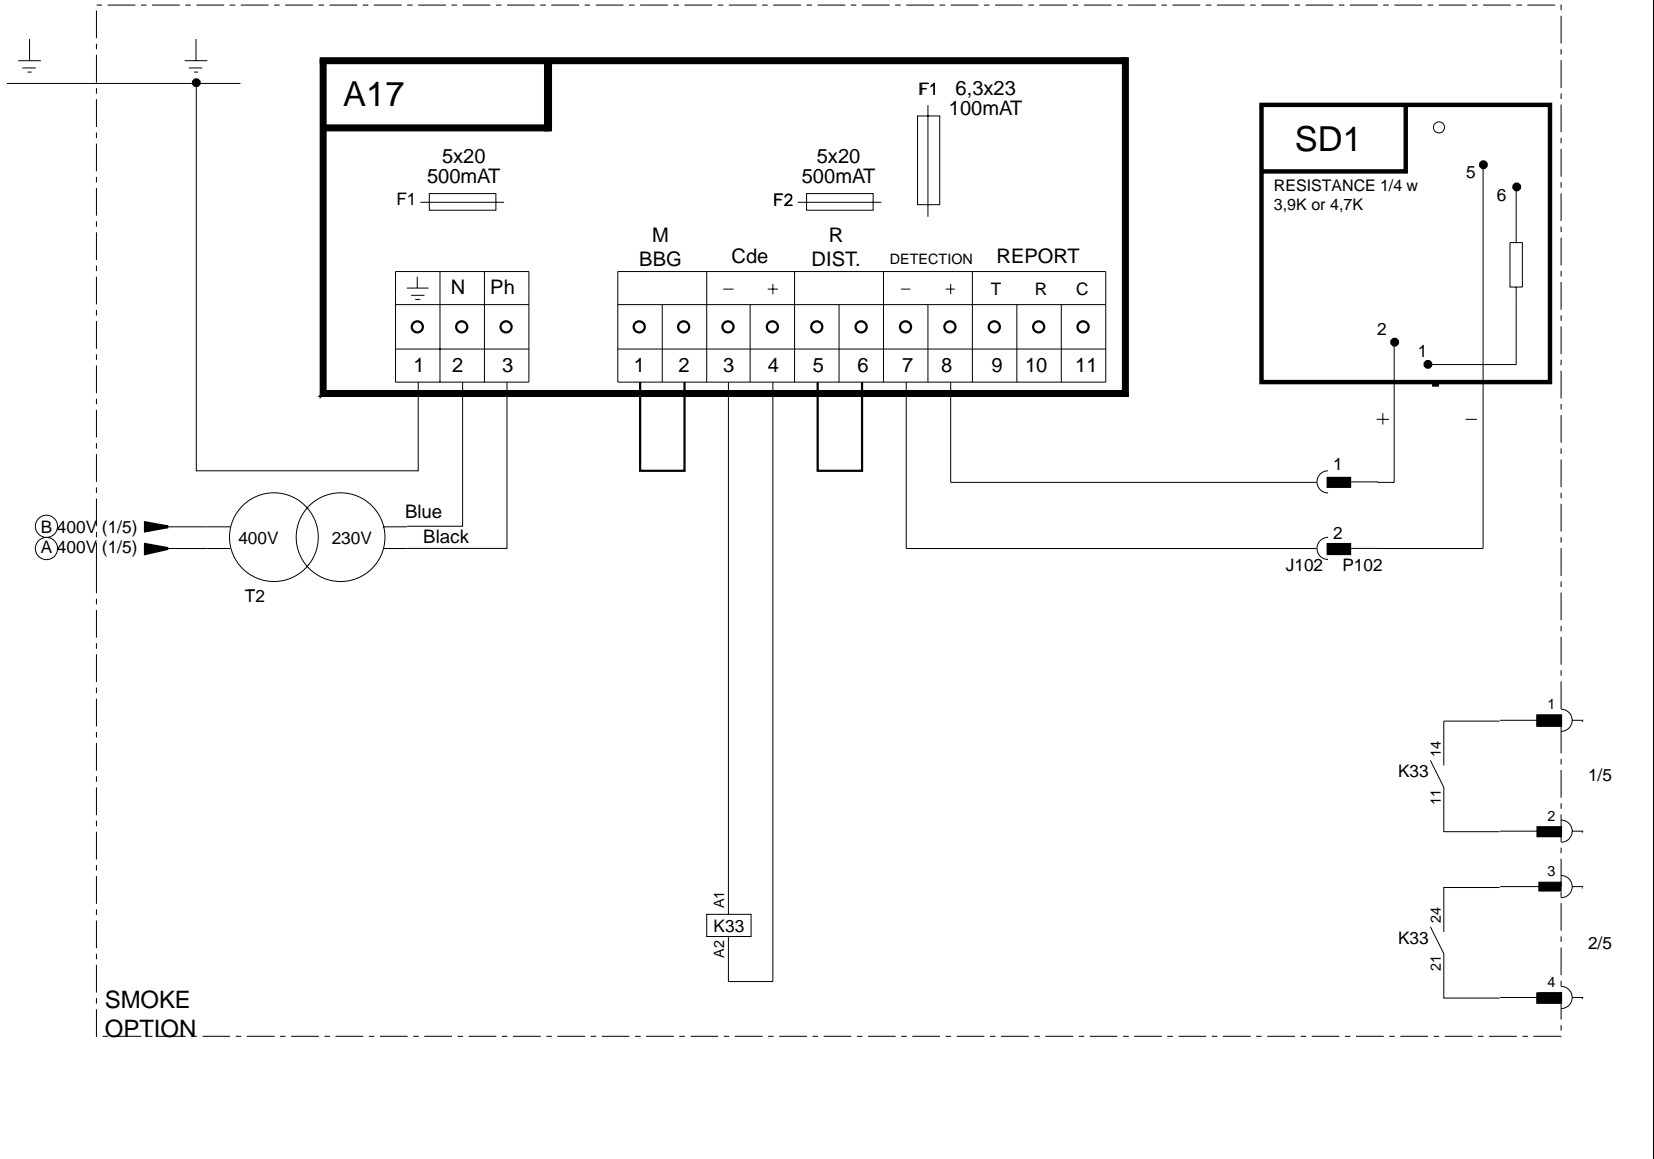 A17
F1 6,3x23
100mAT
5x20
500mAT
F1
5x20
500mAT
F2
SD1
RESISTANCE 1/4 w
3,9K or 4,7K
5
6
2
1
M
BBG
Cde
R
DIST.
DETECTION
REPORT
N Ph
− + − + T R C
1 2 3
1 2 3 4 5 6 7 8 9 10 11
+ −
1
2
J102 P102
B 400V (1/5)
A 400V (1/5)
400V
230V
Blue
Black
T2
1
14
K33
11
1/5
2
3
24
K33
21
2/5
4
A1
K33
A2
SMOKE
OPTION